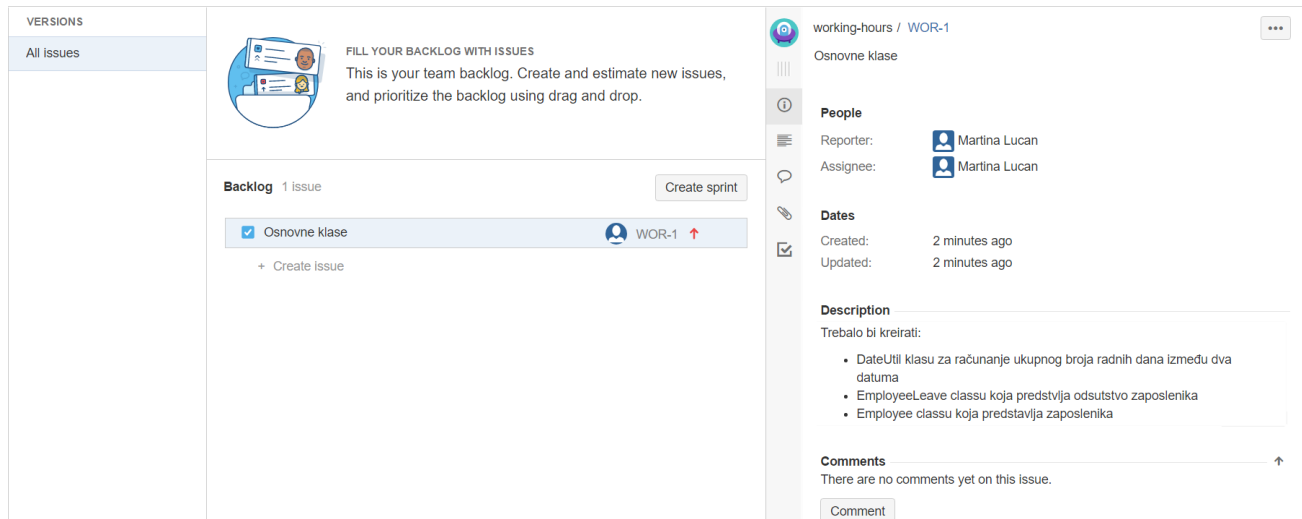 VERSIONS
All issues
FILL YOUR BACKLOG WITH ISSUES
This is your team backlog. Create and estimate new issues,
and prioritize the backlog using drag and drop.
Backlog 1 issue
Create sprint
Osnovne klase
WOR-1
+ Create issue
working-hours / WOR-1
Osnovne klase
People
Reporter: Martina Lucan
Assignee: Martina Lucan
Dates
Created: 2 minutes ago
Updated: 2 minutes ago
Description
Trebalo bi kreirati:
• DateUtil klasu za računanje ukupnog broja radnih dana između dva
datuma
• EmployeeLeave classu koja predstvlja odsutstvo zaposlenika
• Employee classu koja predstavlja zaposlenika
Comments
There are no comments yet on this issue.
Comment